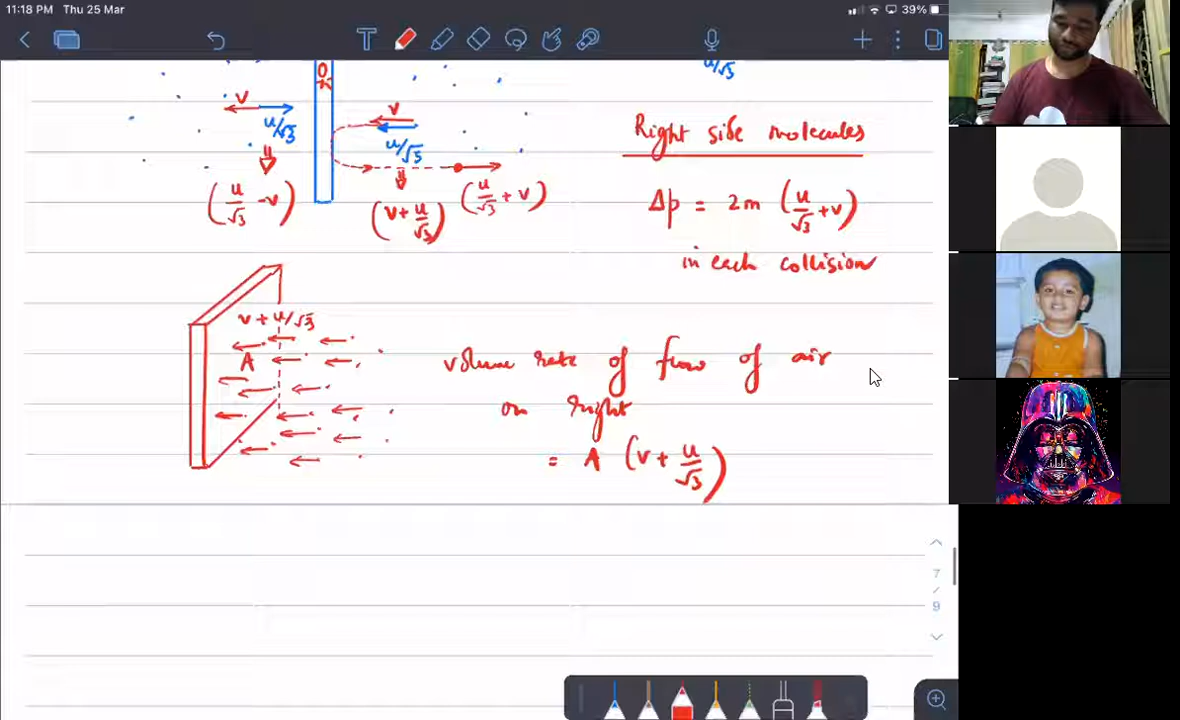 11:18 PM Thu 25 Mar
39%
T
u/√3
v
u/√3
(u/√3 - v)
v
u/√3
(v + u/√3)
(u/√3 + v)
Right side molecules
Δp = 2m (u/√3 + v)
in each collision
v + u/√3
A
volume rate of flow of air
on right
= A (v + u/√3)
7
/
9